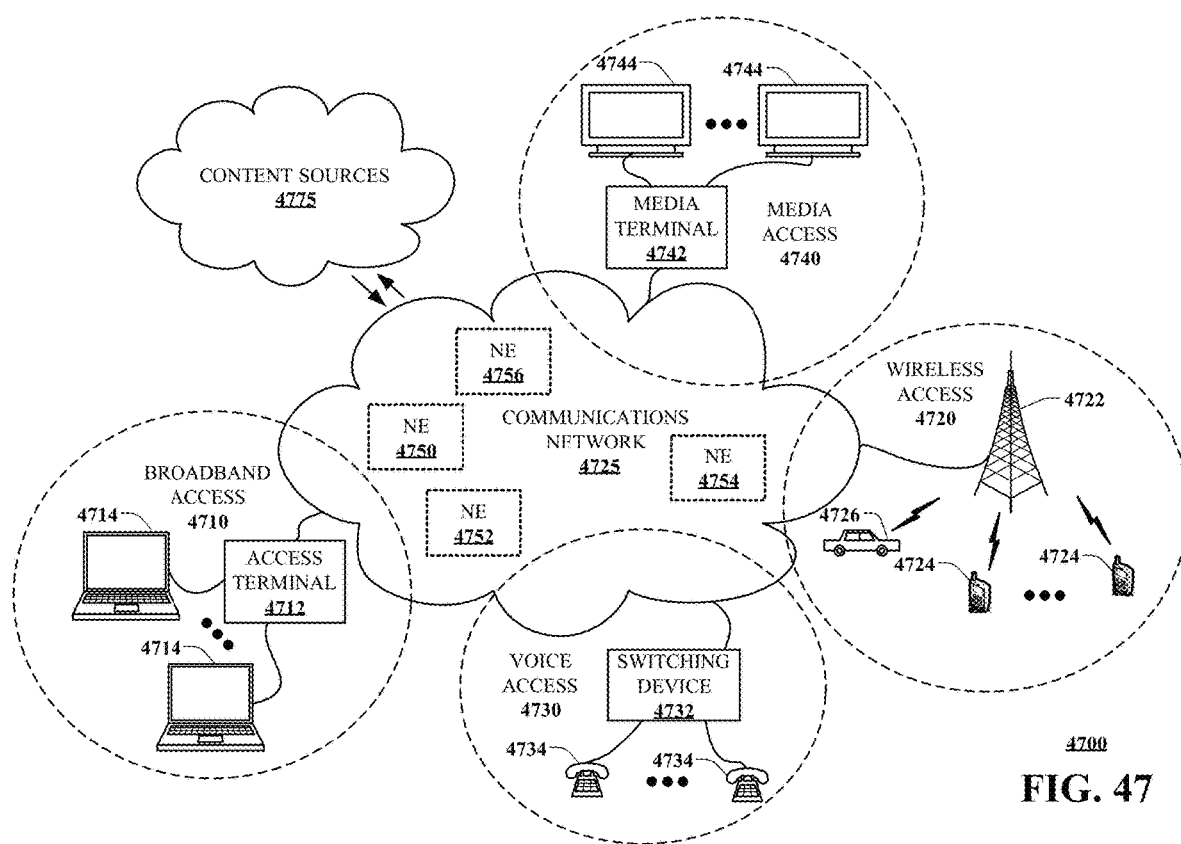 4744
4744
CONTENT SOURCES
4775
MEDIA
TERMINAL
4742
MEDIA
ACCESS
4740
NE
4756
WIRELESS
ACCESS
4720
4722
COMMUNICATIONS
NETWORK
4725
NE
4750
NE
4754
BROADBAND
ACCESS
4710
4714
NE
4752
4726
ACCESS
TERMINAL
4712
4724
4724
4714
VOICE
ACCESS
4730
SWITCHING
DEVICE
4732
4734
4734
4700
FIG. 47